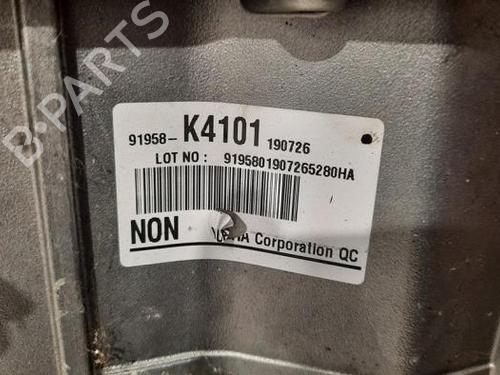 B-PARTS
91958- K4101 190726
LOT NO : 9195801907265280HA
NON
Corporation QC